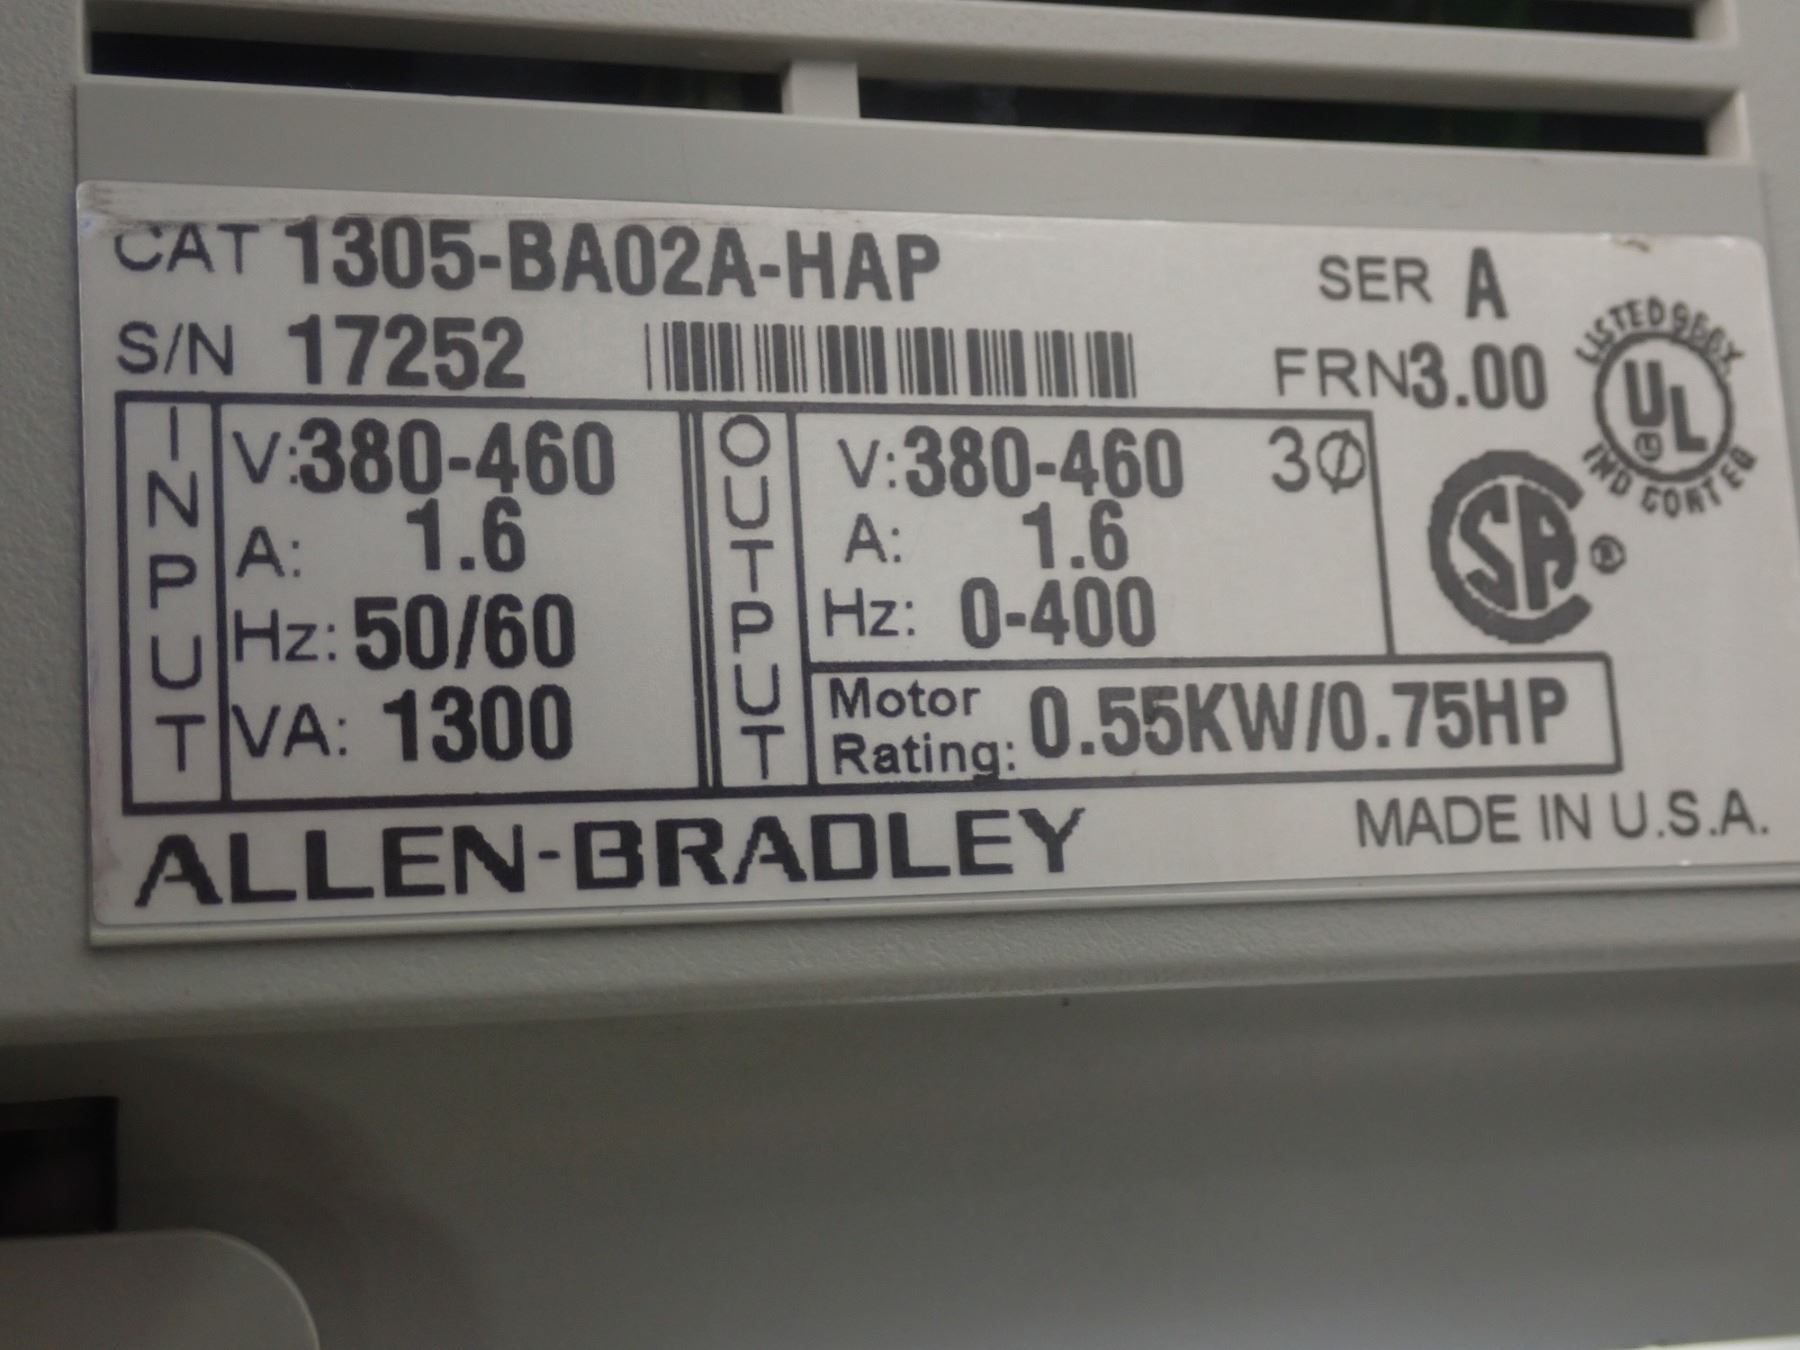 CAT 1305-BA02A-HAP
SER A
S/N 17252
FRN3.00
LISTED 966X
UL
IND CONT EQ
INPUT
V:380-460
A: 1.6
Hz: 50/60
VA: 1300
OUTPUT
V:380-460 3Ø
A: 1.6
Hz: 0-400
Motor Rating: 0.55KW/0.75HP
SA ®
ALLEN-BRADLEY
MADE IN U.S.A.